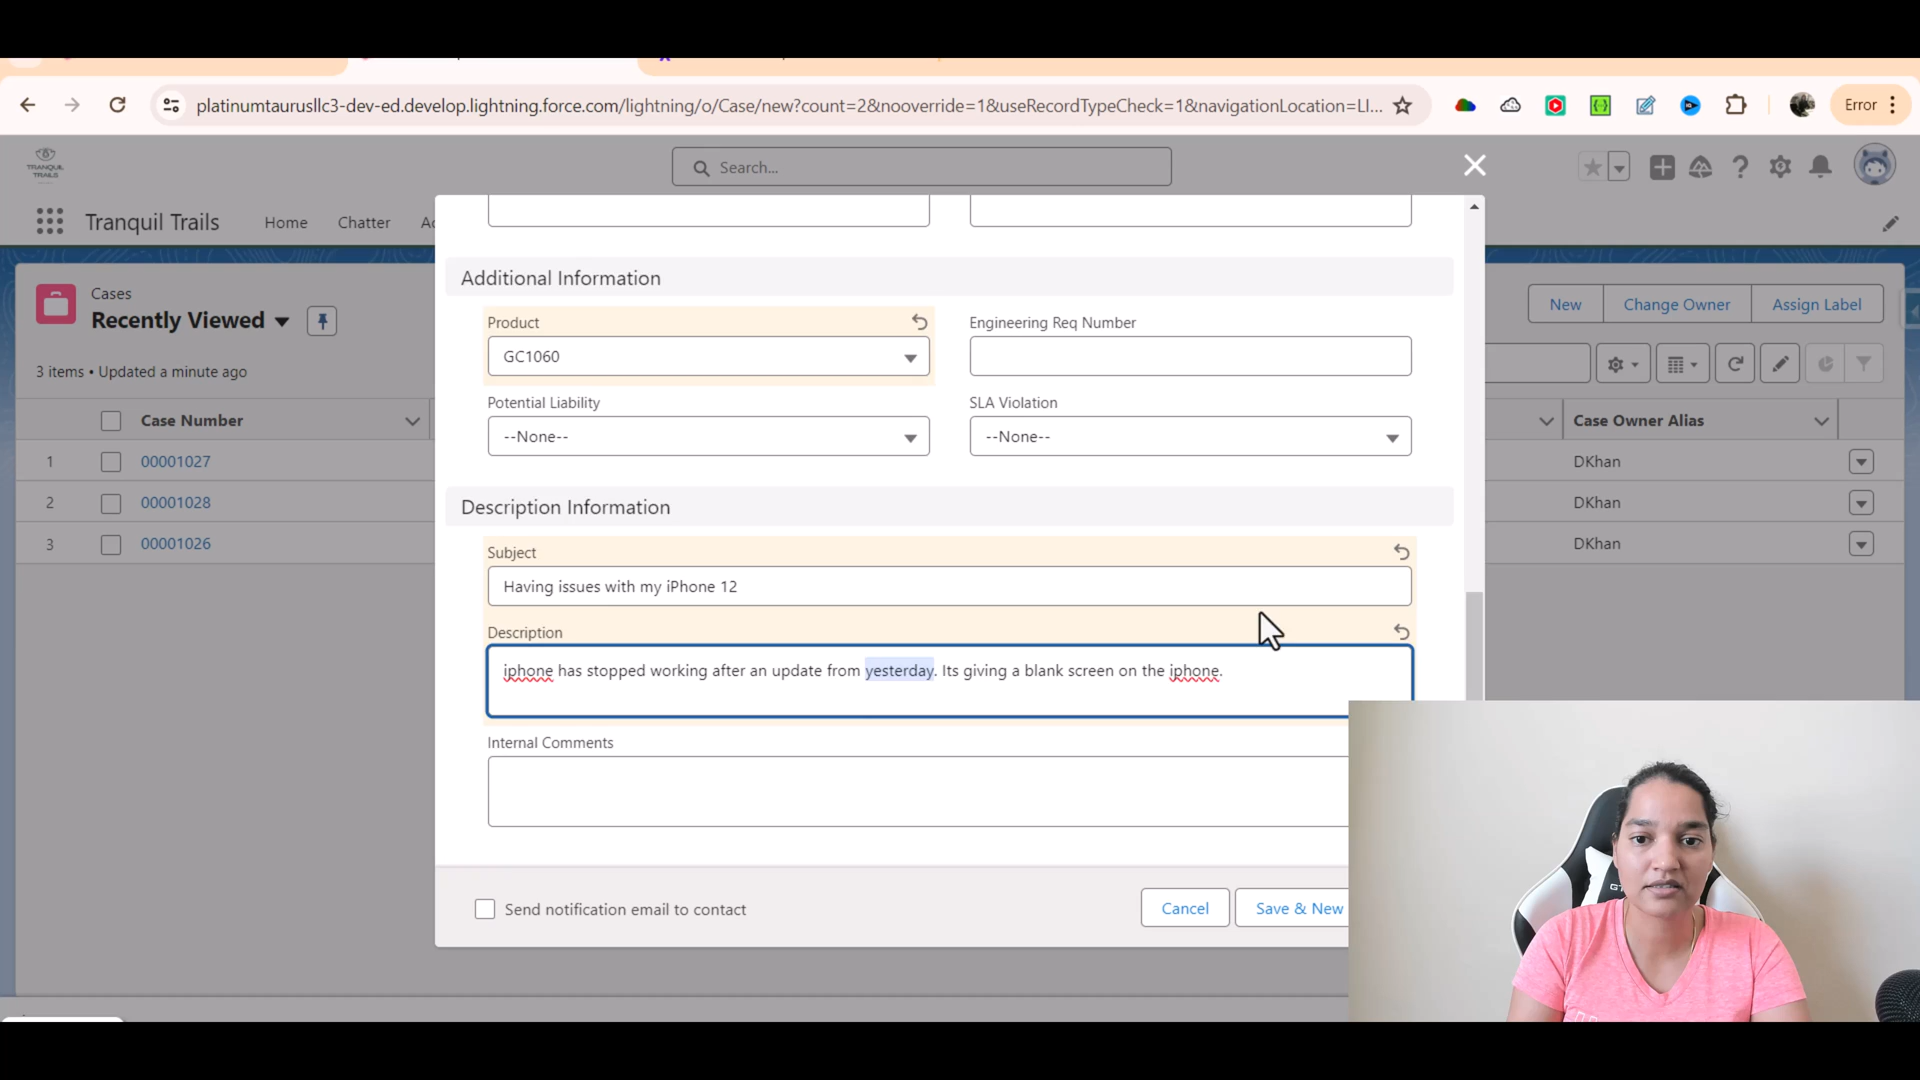 platinumtaurusllc3-dev-ed.develop.lightning.force.com/lightning/o/Case/new?count=2&nooverride=1&useRecordTypeCheck=1&navigationLocation=LI...
Error
TRANQUIL
TRAILS
Search...
Tranquil Trails
Home
Chatter
Ac
Cases
Recently Viewed
New
Change Owner
Assign Label
3 items • Updated a minute ago
Case Number
Case Owner Alias
1
00001027
DKhan
2
00001028
DKhan
3
00001026
DKhan
Additional Information
Product
Engineering Req Number
GC1060
Potential Liability
SLA Violation
--None--
--None--
Description Information
Subject
Having issues with my iPhone 12
Description
iphone has stopped working after an update from yesterday. Its giving a blank screen on the iphone.
Internal Comments
Send notification email to contact
Cancel
Save & New